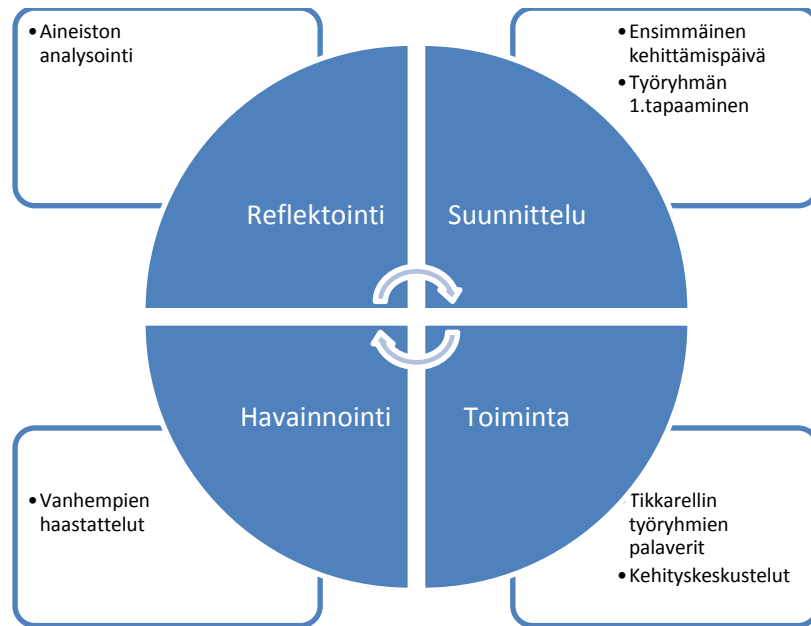 • Aineiston
analysointi
• Ensimmäinen
kehittämispäivä
• Työryhmän
1.tapaaminen
Reflektointi
Suunnittelu
Havainnointi
Toiminta
• Vanhempien
haastattelut
• Tikkarellin
työryhmien
palaverit
• Kehityskeskustelut